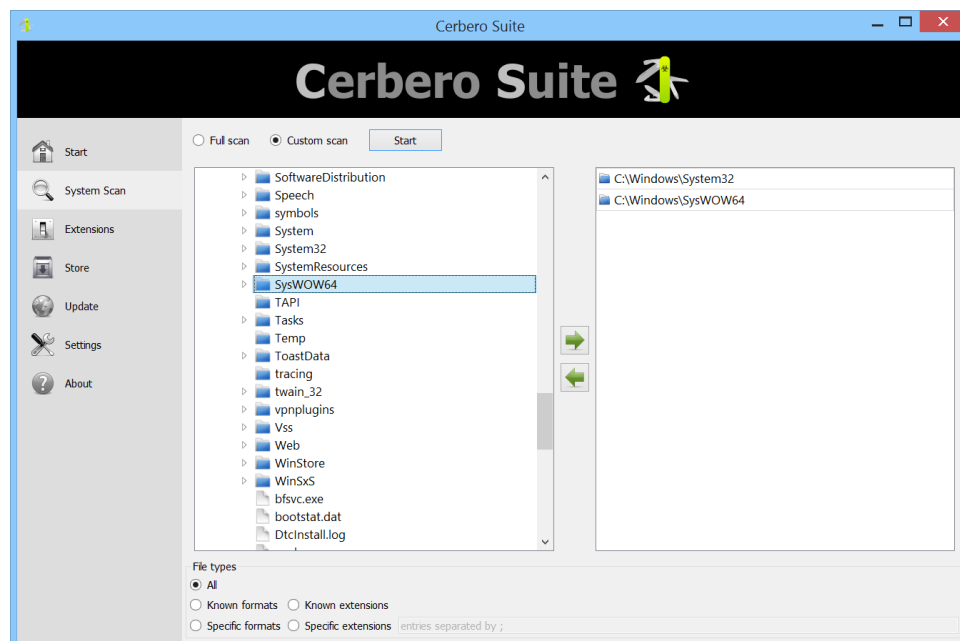 Cerbero Suite
Cerbero Suite
Start
System Scan
Extensions
Store
Update
Settings
About
Full scan
Custom scan
Start
SoftwareDistribution
Speech
symbols
System
System32
SystemResources
SysWOW64
TAPI
Tasks
Temp
ToastData
tracing
twain_32
vpnplugins
Vss
Web
WinStore
WinSxS
bfsvc.exe
bootstat.dat
DtcInstall.log
C:\Windows\System32
C:\Windows\SysWOW64
File types
All
Known formats
Known extensions
Specific formats
Specific extensions
entries separated by ;